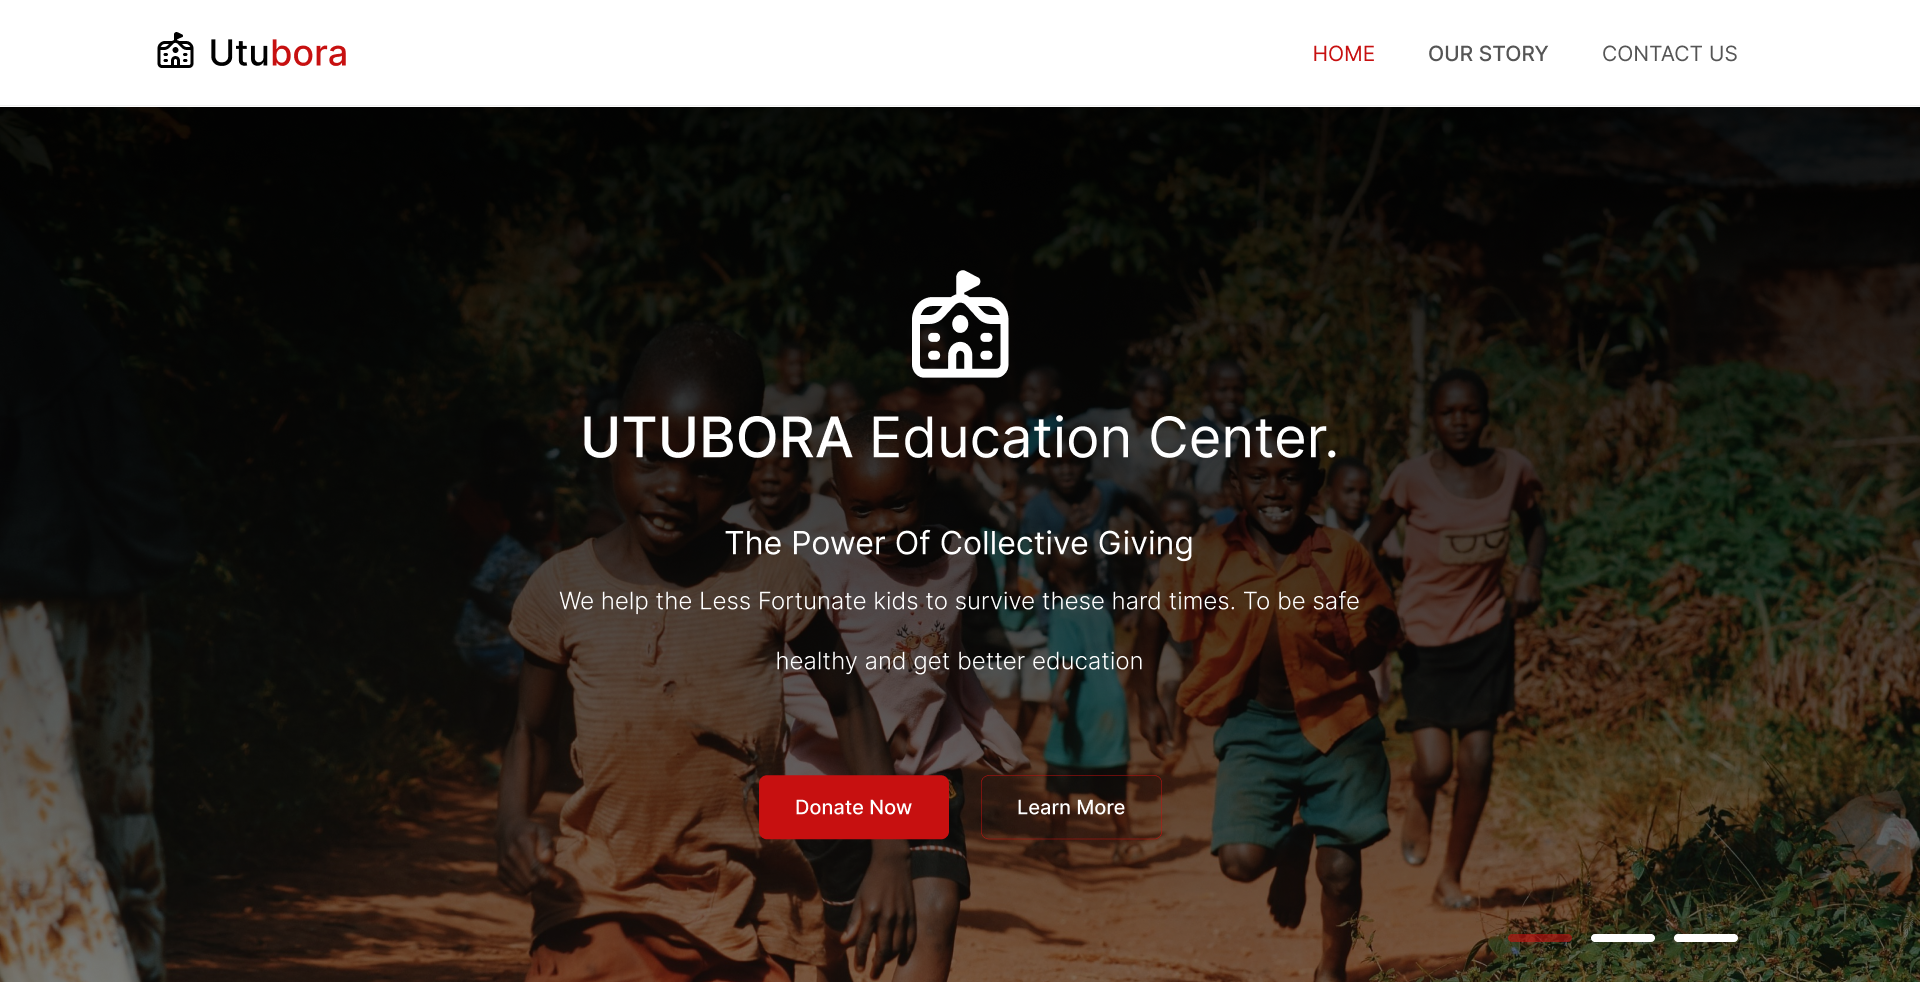 Utubora
HOME
OUR STORY
CONTACT US
UTUBORA Education Center.
The Power Of Collective Giving
We help the Less Fortunate kids to survive these hard times. To be safe
healthy and get better education
Donate Now
Learn More